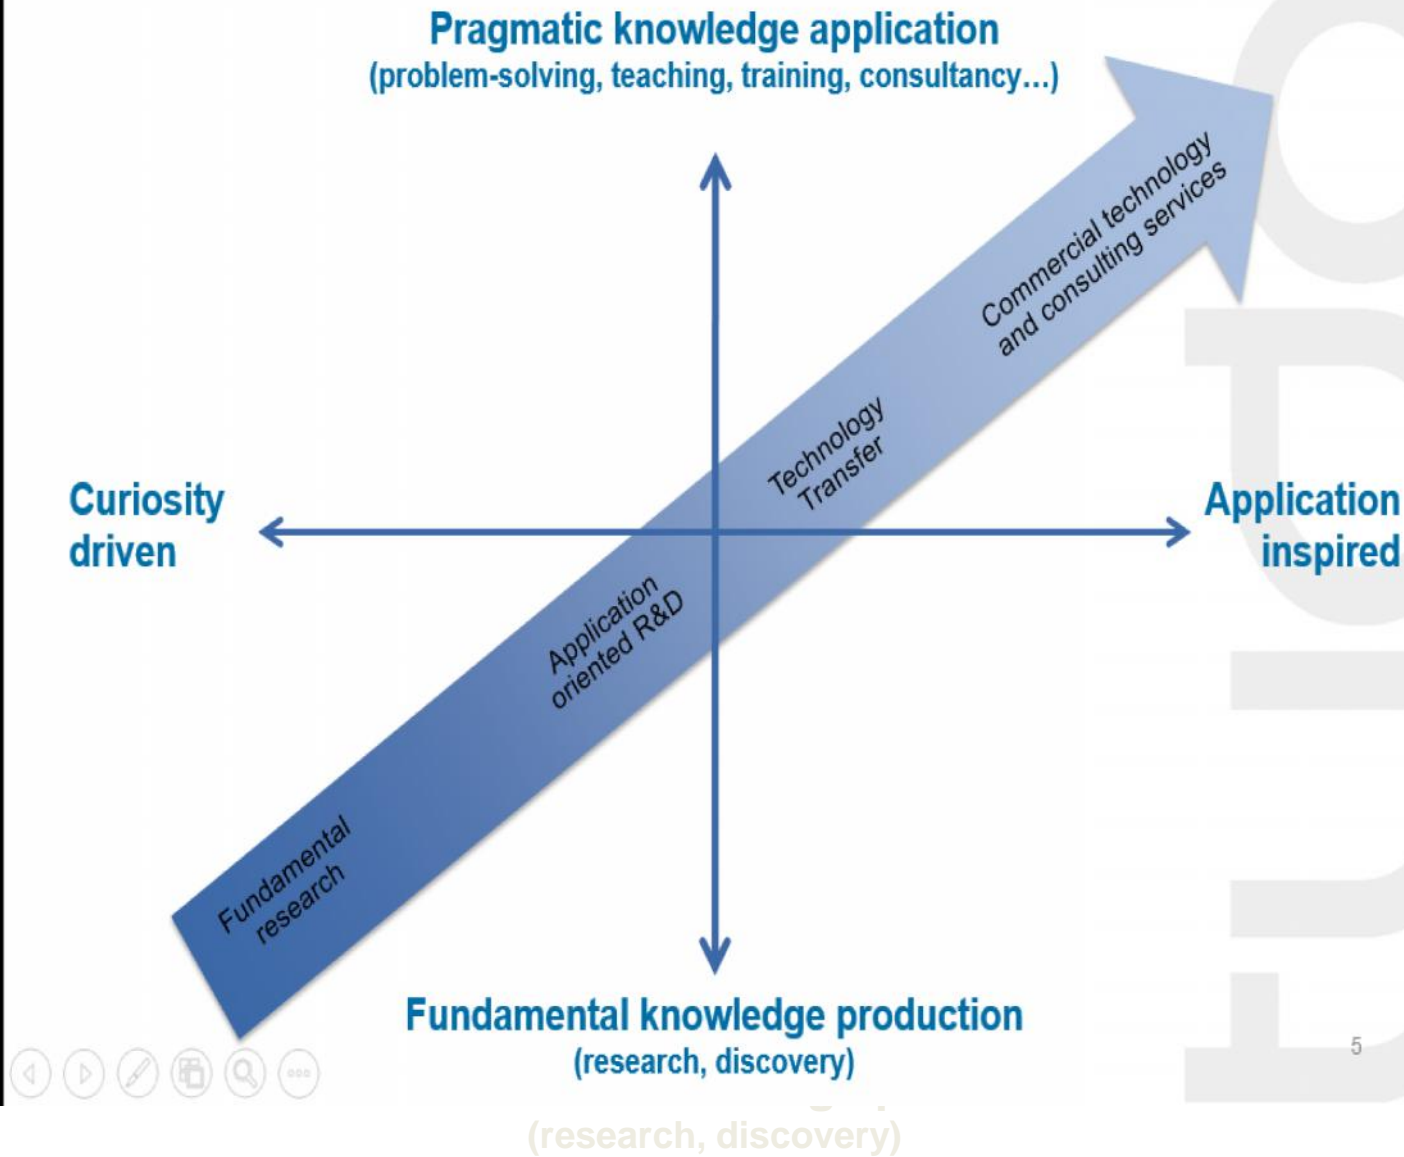 Pragmatic knowledge application
(problem-solving, teaching, training, consultancy...)
Commercial technology
and consulting services
Technology
Transfer
Curiosity
driven
Application
inspired
Application
oriented R&D
Fundamental
research
Fundamental knowledge production
(research, discovery)
5
(research, discovery)